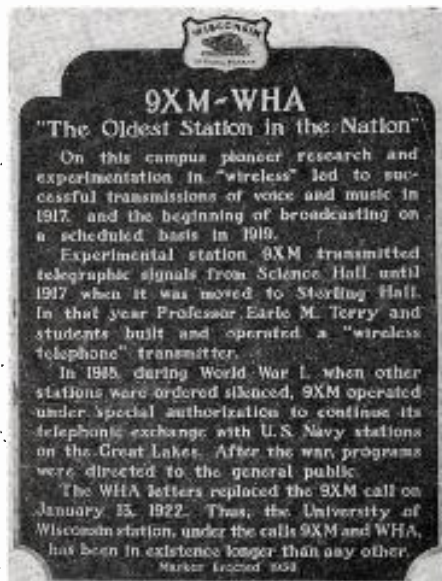 WISCONSIN
9XM-WHA
"The Oldest Station in the Nation"
On this campus pioneer research and
experimentation in "wireless" led to suc-
cessful transmissions of voice and music in
1917, and the beginning of broadcasting on
a scheduled basis in 1919.
Experimental station 9XM transmitted
telegraphic signals from Science Hall until
1917 when it was moved to Sterling Hall.
In that year Professor Earle M. Terry and
students built and operated a "wireless
telephone" transmitter.
In 1918, during World War I, when other
stations were ordered silenced, 9XM operated
under special authorization to continue its
telephonic exchange with U.S. Navy stations
on the Great Lakes. After the war, programs
were directed to the general public.
The WHA letters replaced the 9XM call on
January 13, 1922. Thus, the University of
Wisconsin station, under the calls 9XM and WHA,
has been in existence longer than any other.
Marker Erected 1958